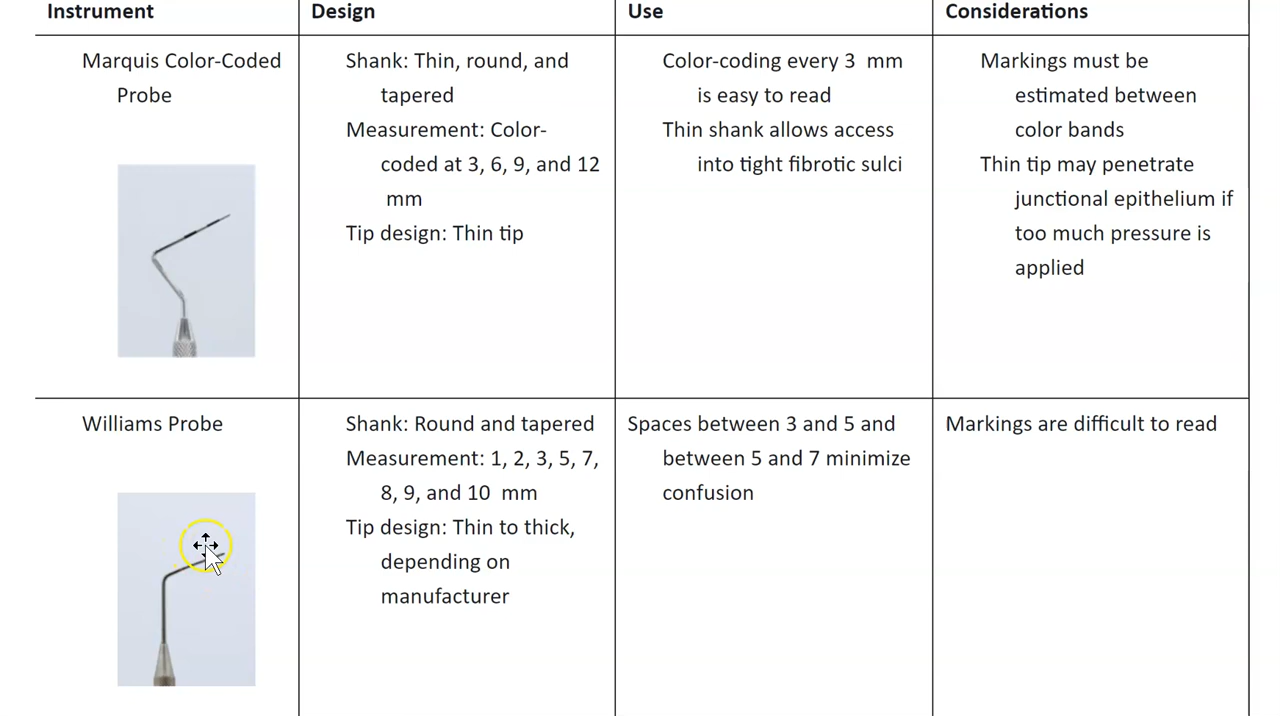 Instrument
Design
Use
Considerations
Marquis Color-Coded
Probe
Shank: Thin, round, and
tapered
Measurement: Color-
coded at 3, 6, 9, and 12
mm
Tip design: Thin tip
Color-coding every 3 mm
is easy to read
Thin shank allows access
into tight fibrotic sulci
Markings must be
estimated between
color bands
Thin tip may penetrate
junctional epithelium if
too much pressure is
applied
Williams Probe
Shank: Round and tapered
Measurement: 1, 2, 3, 5, 7,
8, 9, and 10 mm
Tip design: Thin to thick,
depending on
manufacturer
Spaces between 3 and 5 and
between 5 and 7 minimize
confusion
Markings are difficult to read